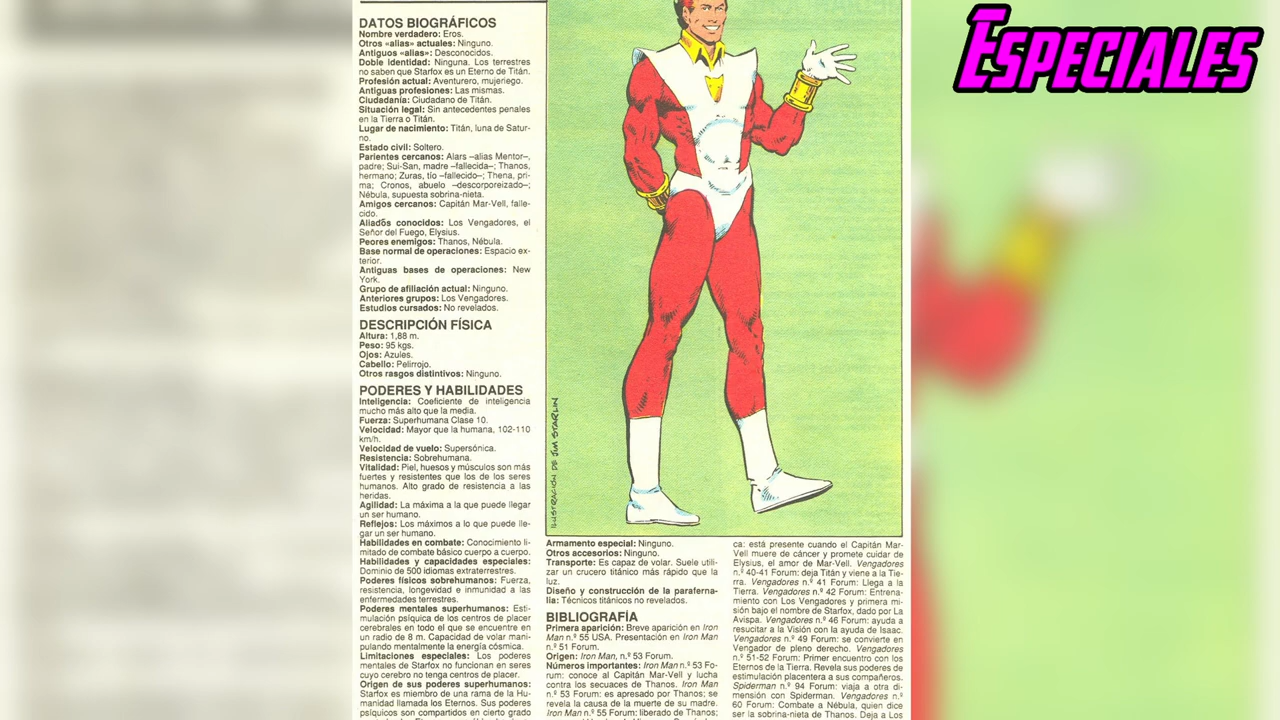 ESPECIALES
DATOS BIOGRÁFICOS
Nombre verdadero: Eros.
Otros «alias» actuales: Ninguno.
Antiguos «alias»: Desconocidos.
Doble identidad: Ninguna. Los terrestres
no saben que Starfox es un Eterno de Titán.
Profesión actual: Aventurero, mujeriego.
Antiguas profesiones: Las mismas.
Ciudadanía: Ciudadano de Titán.
Situación legal: Sin antecedentes penales
en la Tierra o Titán.
Lugar de nacimiento: Titán, luna de Satur-
no.
Estado civil: Soltero.
Parientes cercanos: Alars –alias Mentor–,
padre; Sui-San, madre –fallecida–; Thanos,
hermano; Zuras, tío –fallecido–; Thena, pri-
ma; Cronos, abuelo –descorporeizado–;
Nébula, supuesta sobrina-nieta.
Amigos cercanos: Capitán Mar-Vell, falle-
cido.
Aliados conocidos: Los Vengadores, el
Señor del Fuego, Elysius.
Peores enemigos: Thanos, Nébula.
Base normal de operaciones: Espacio ex-
terior.
Antiguas bases de operaciones: New
York.
Grupo de afiliación actual: Ninguno.
Anteriores grupos: Los Vengadores.
Estudios cursados: No revelados.
DESCRIPCIÓN FÍSICA
Altura: 1,88 m.
Peso: 95 kgs.
Ojos: Azules.
Cabello: Pelirrojo.
Otros rasgos distintivos: Ninguno.
PODERES Y HABILIDADES
Inteligencia: Coeficiente de inteligencia
mucho más alto que la media.
Fuerza: Superhumana Clase 10.
Velocidad: Mayor que la humana, 102-110
km/h.
Velocidad de vuelo: Supersónica.
Resistencia: Sobrehumana.
Vitalidad: Piel, huesos y músculos son más
fuertes y resistentes que los de los seres
humanos. Alto grado de resistencia a las
heridas.
Agilidad: La máxima a la que puede llegar
un ser humano.
Reflejos: Los máximos a lo que puede lle-
gar un ser humano.
Habilidades en combate: Conocimiento li-
mitado de combate básico cuerpo a cuerpo.
Habilidades y capacidades especiales:
Dominio de 500 idiomas extraterrestres.
Poderes físicos sobrehumanos: Fuerza,
resistencia, longevidad e inmunidad a las
enfermedades terrestres.
Poderes mentales superhumanos: Esti-
mulación psíquica de los centros de placer
cerebrales en todo el que se encuentre en
un radio de 8 m. Capacidad de volar mani-
pulando mentalmente la energía cósmica.
Limitaciones especiales: Los poderes
mentales de Starfox no funcionan en seres
cuyo cerebro no tenga centros de placer.
Origen de sus poderes superhumanos:
Starfox es miembro de una rama de la Hu-
manidad llamada los Eternos. Sus poderes
psíquicos son compartidos en cierto grado
ILUSTRACIÓN DE JIM STARLIN
Armamento especial: Ninguno.
Otros accesorios: Ninguno.
Transporte: Es capaz de volar. Suele utili-
zar un crucero titánico más rápido que la
luz.
Diseño y construcción de la paraferna-
lia: Técnicos titánicos no revelados.
BIBLIOGRAFÍA
Primera aparición: Breve aparición en Iron
Man n.º 55 USA. Presentación en Iron Man
n.º 51 Forum.
Origen: Iron Man, n.º 53 Forum.
Números importantes: Iron Man n.º 53 Fo-
rum: conoce al Capitán Mar-Vell y lucha
contra los secuaces de Thanos. Iron Man
n.º 53 Forum: es apresado por Thanos; se
revela la causa de la muerte de su madre.
Iron Man n.º 55 Forum: liberado de Thanos;
ca: está presente cuando el Capitán Mar-
Vell muere de cáncer y promete cuidar de
Elysius, el amor de Mar-Vell. Vengadores
n.º 40-41 Forum: deja Titán y viene a la Tie-
rra. Vengadores n.º 41 Forum: Llega a la
Tierra. Vengadores n.º 42 Forum: Entrena-
miento con Los Vengadores y primera mi-
sión bajo el nombre de Starfox, dado por La
Avispa. Vengadores n.º 46 Forum: ayuda a
resucitar a la Visión con la ayuda de Isaac.
Vengadores n.º 49 Forum: se convierte en
Vengador de pleno derecho. Vengadores
n.º 51-52 Forum: Primer encuentro con los
Eternos de la Tierra. Revela sus poderes de
estimulación placentera a sus compañeros.
Spiderman n.º 94 Forum: viaja a otra di-
mensión con Spiderman. Vengadores n.º
60 Forum: Combate a Nébula, quien dice
ser la sobrina-nieta de Thanos. Deja a Los